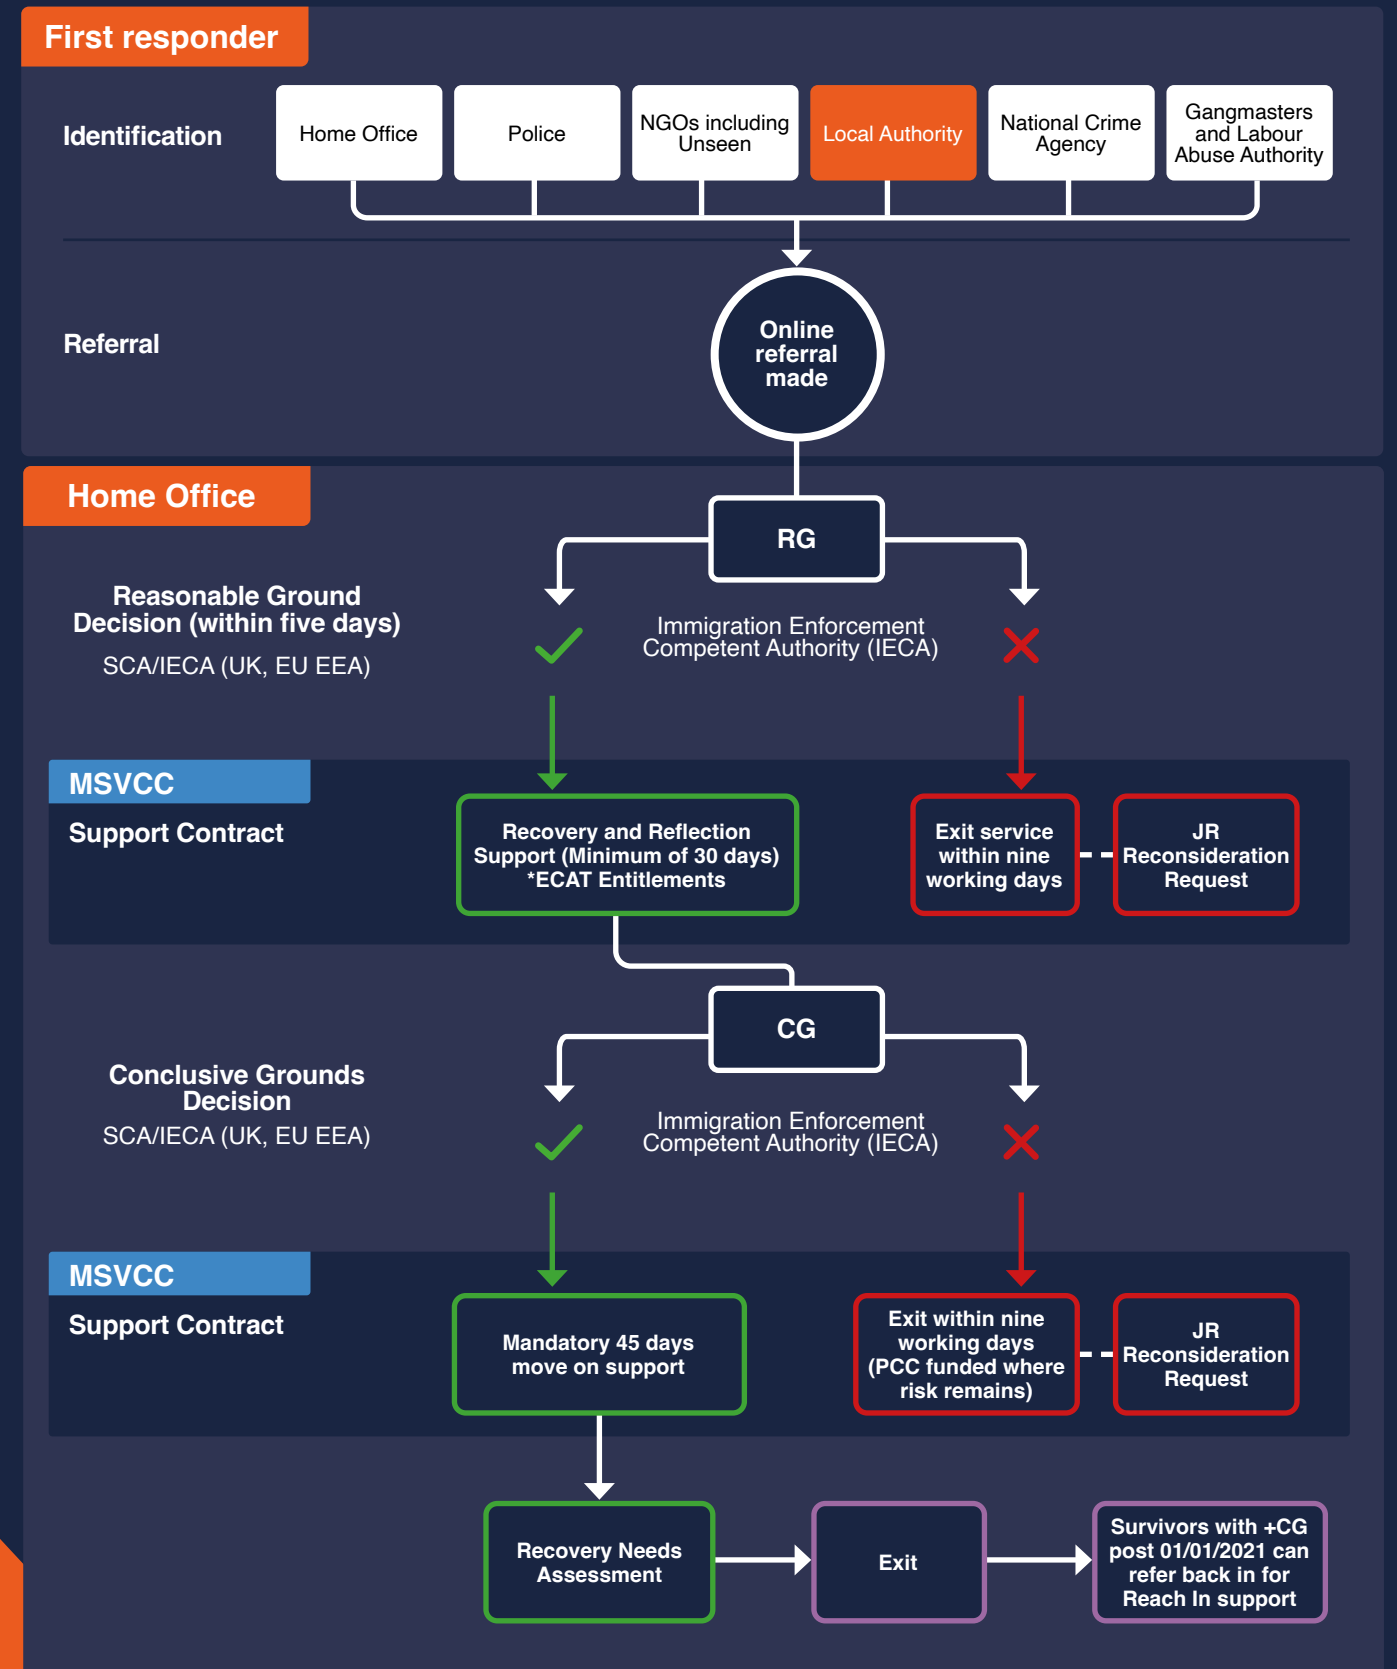 First responder
Identification
Home Office
Police
NGOs including
Unseen
Local Authority
National Crime
Agency
Gangmasters
and Labour
Abuse Authority
Referral
Online
referral
made
Home Office
RG
Reasonable Ground
Decision (within five days)
SCA/IECA (UK, EU EEA)
Immigration Enforcement
Competent Authority (IECA)
MSVCC
Support Contract
Recovery and Reflection
Support (Minimum of 30 days)
*ECAT Entitlements
Exit service
within nine
working days
JR
Reconsideration
Request
CG
Conclusive Grounds
Decision
SCA/IECA (UK, EU EEA)
Immigration Enforcement
Competent Authority (IECA)
MSVCC
Support Contract
Mandatory 45 days
move on support
Exit within nine
working days
(PCC funded where
risk remains)
JR
Reconsideration
Request
Recovery Needs
Assessment
Exit
Survivors with +CG
post 01/01/2021 can
refer back in for
Reach In support